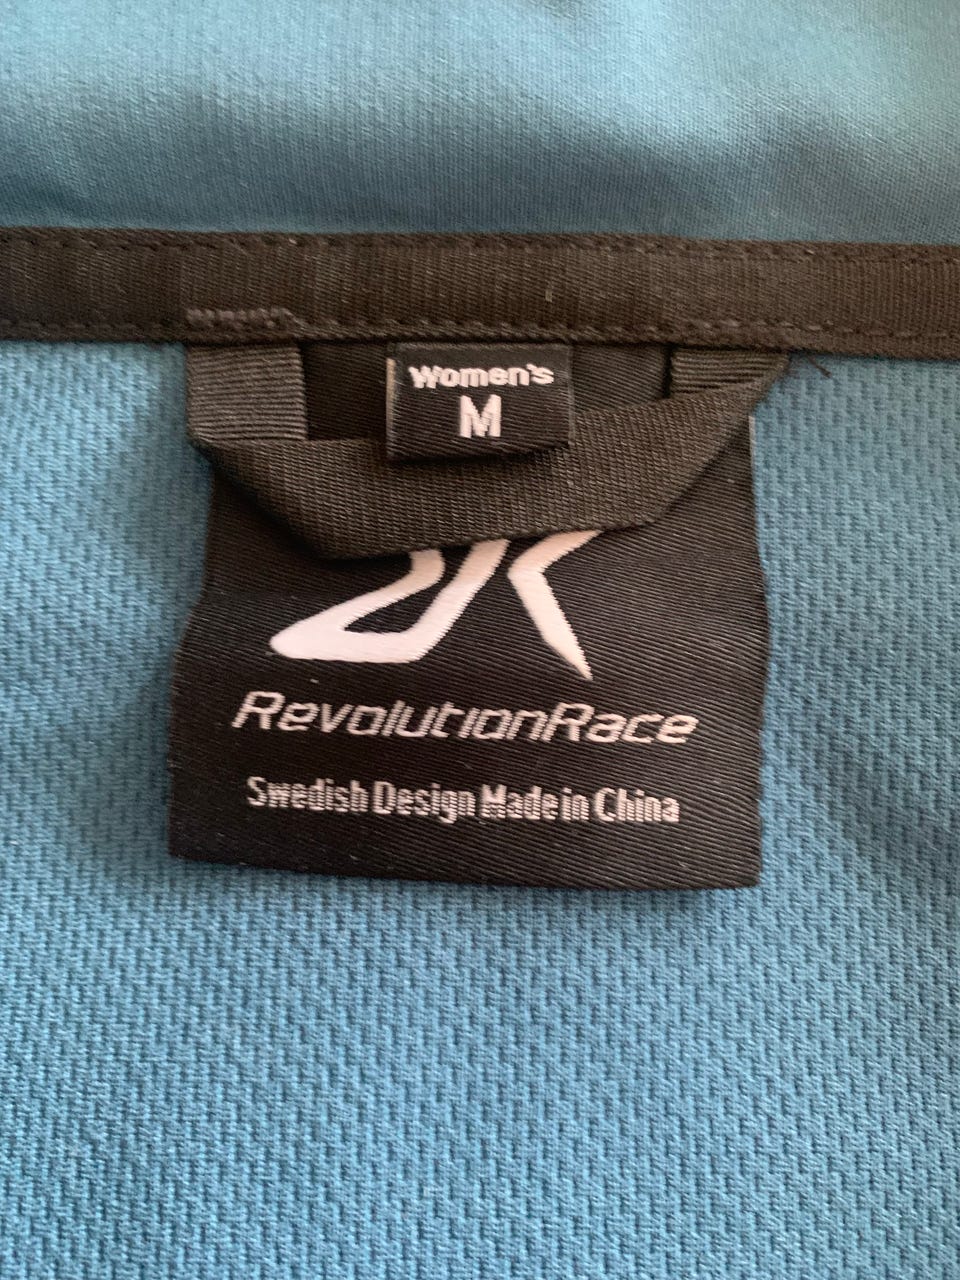 Women's
M
RevolutionRace
Swedish Design Made in China